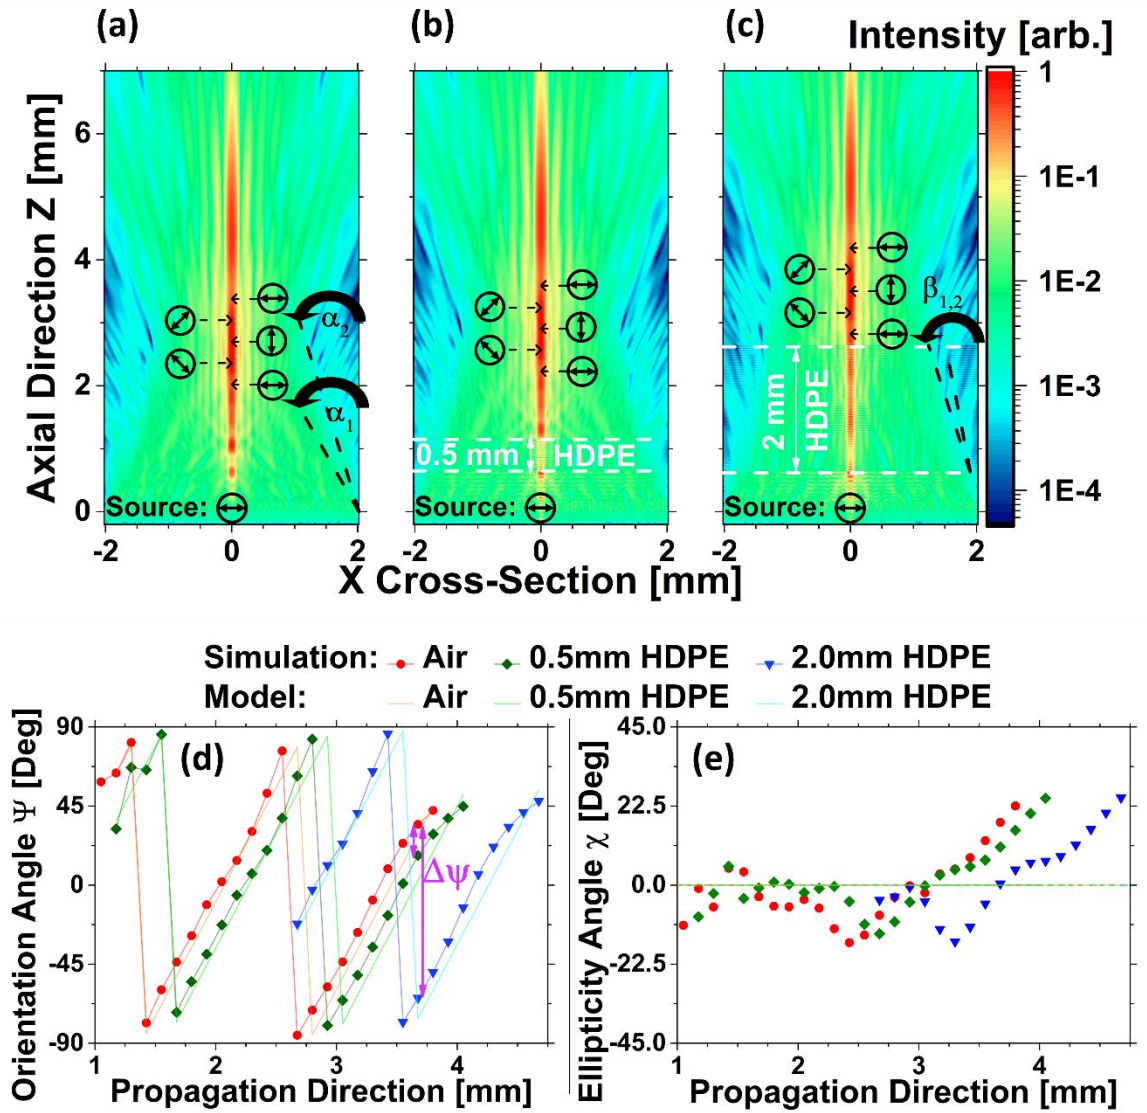 (a)
(b)
(c)
Intensity [arb.]
Axial Direction Z [mm]
6
4
2
0
α2
α1
Source:
-2
0
2
0.5 mm
HDPE
Source:
-2
0
2
β1,2
2 mm
HDPE
Source:
-2
0
2
1
1E-1
1E-2
1E-3
1E-4
X Cross-Section [mm]
Simulation: Air 0.5mm HDPE 2.0mm HDPE
Model: Air 0.5mm HDPE 2.0mm HDPE
(d)
Orientation Angle Ψ [Deg]
90
45
0
-45
-90
Δψ
1
2
3
4
Propagation Direction [mm]
(e)
Ellipticity Angle χ [Deg]
45.0
22.5
0.0
-22.5
-45.0
1
2
3
4
Propagation Direction [mm]